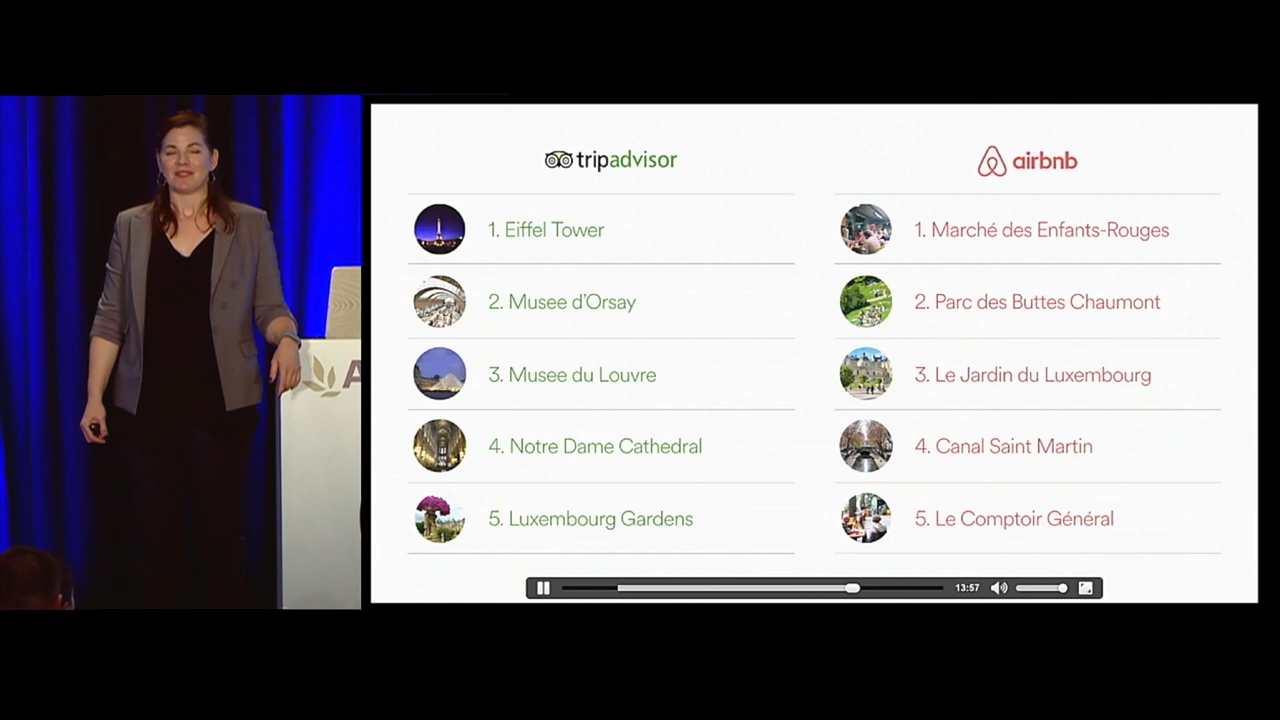 tripadvisor
1. Eiffel Tower
2. Musee d'Orsay
3. Musee du Louvre
4. Notre Dame Cathedral
5. Luxembourg Gardens
airbnb
1. Marché des Enfants-Rouges
2. Parc des Buttes Chaumont
3. Le Jardin du Luxembourg
4. Canal Saint Martin
5. Le Comptoir Général
13:57
A